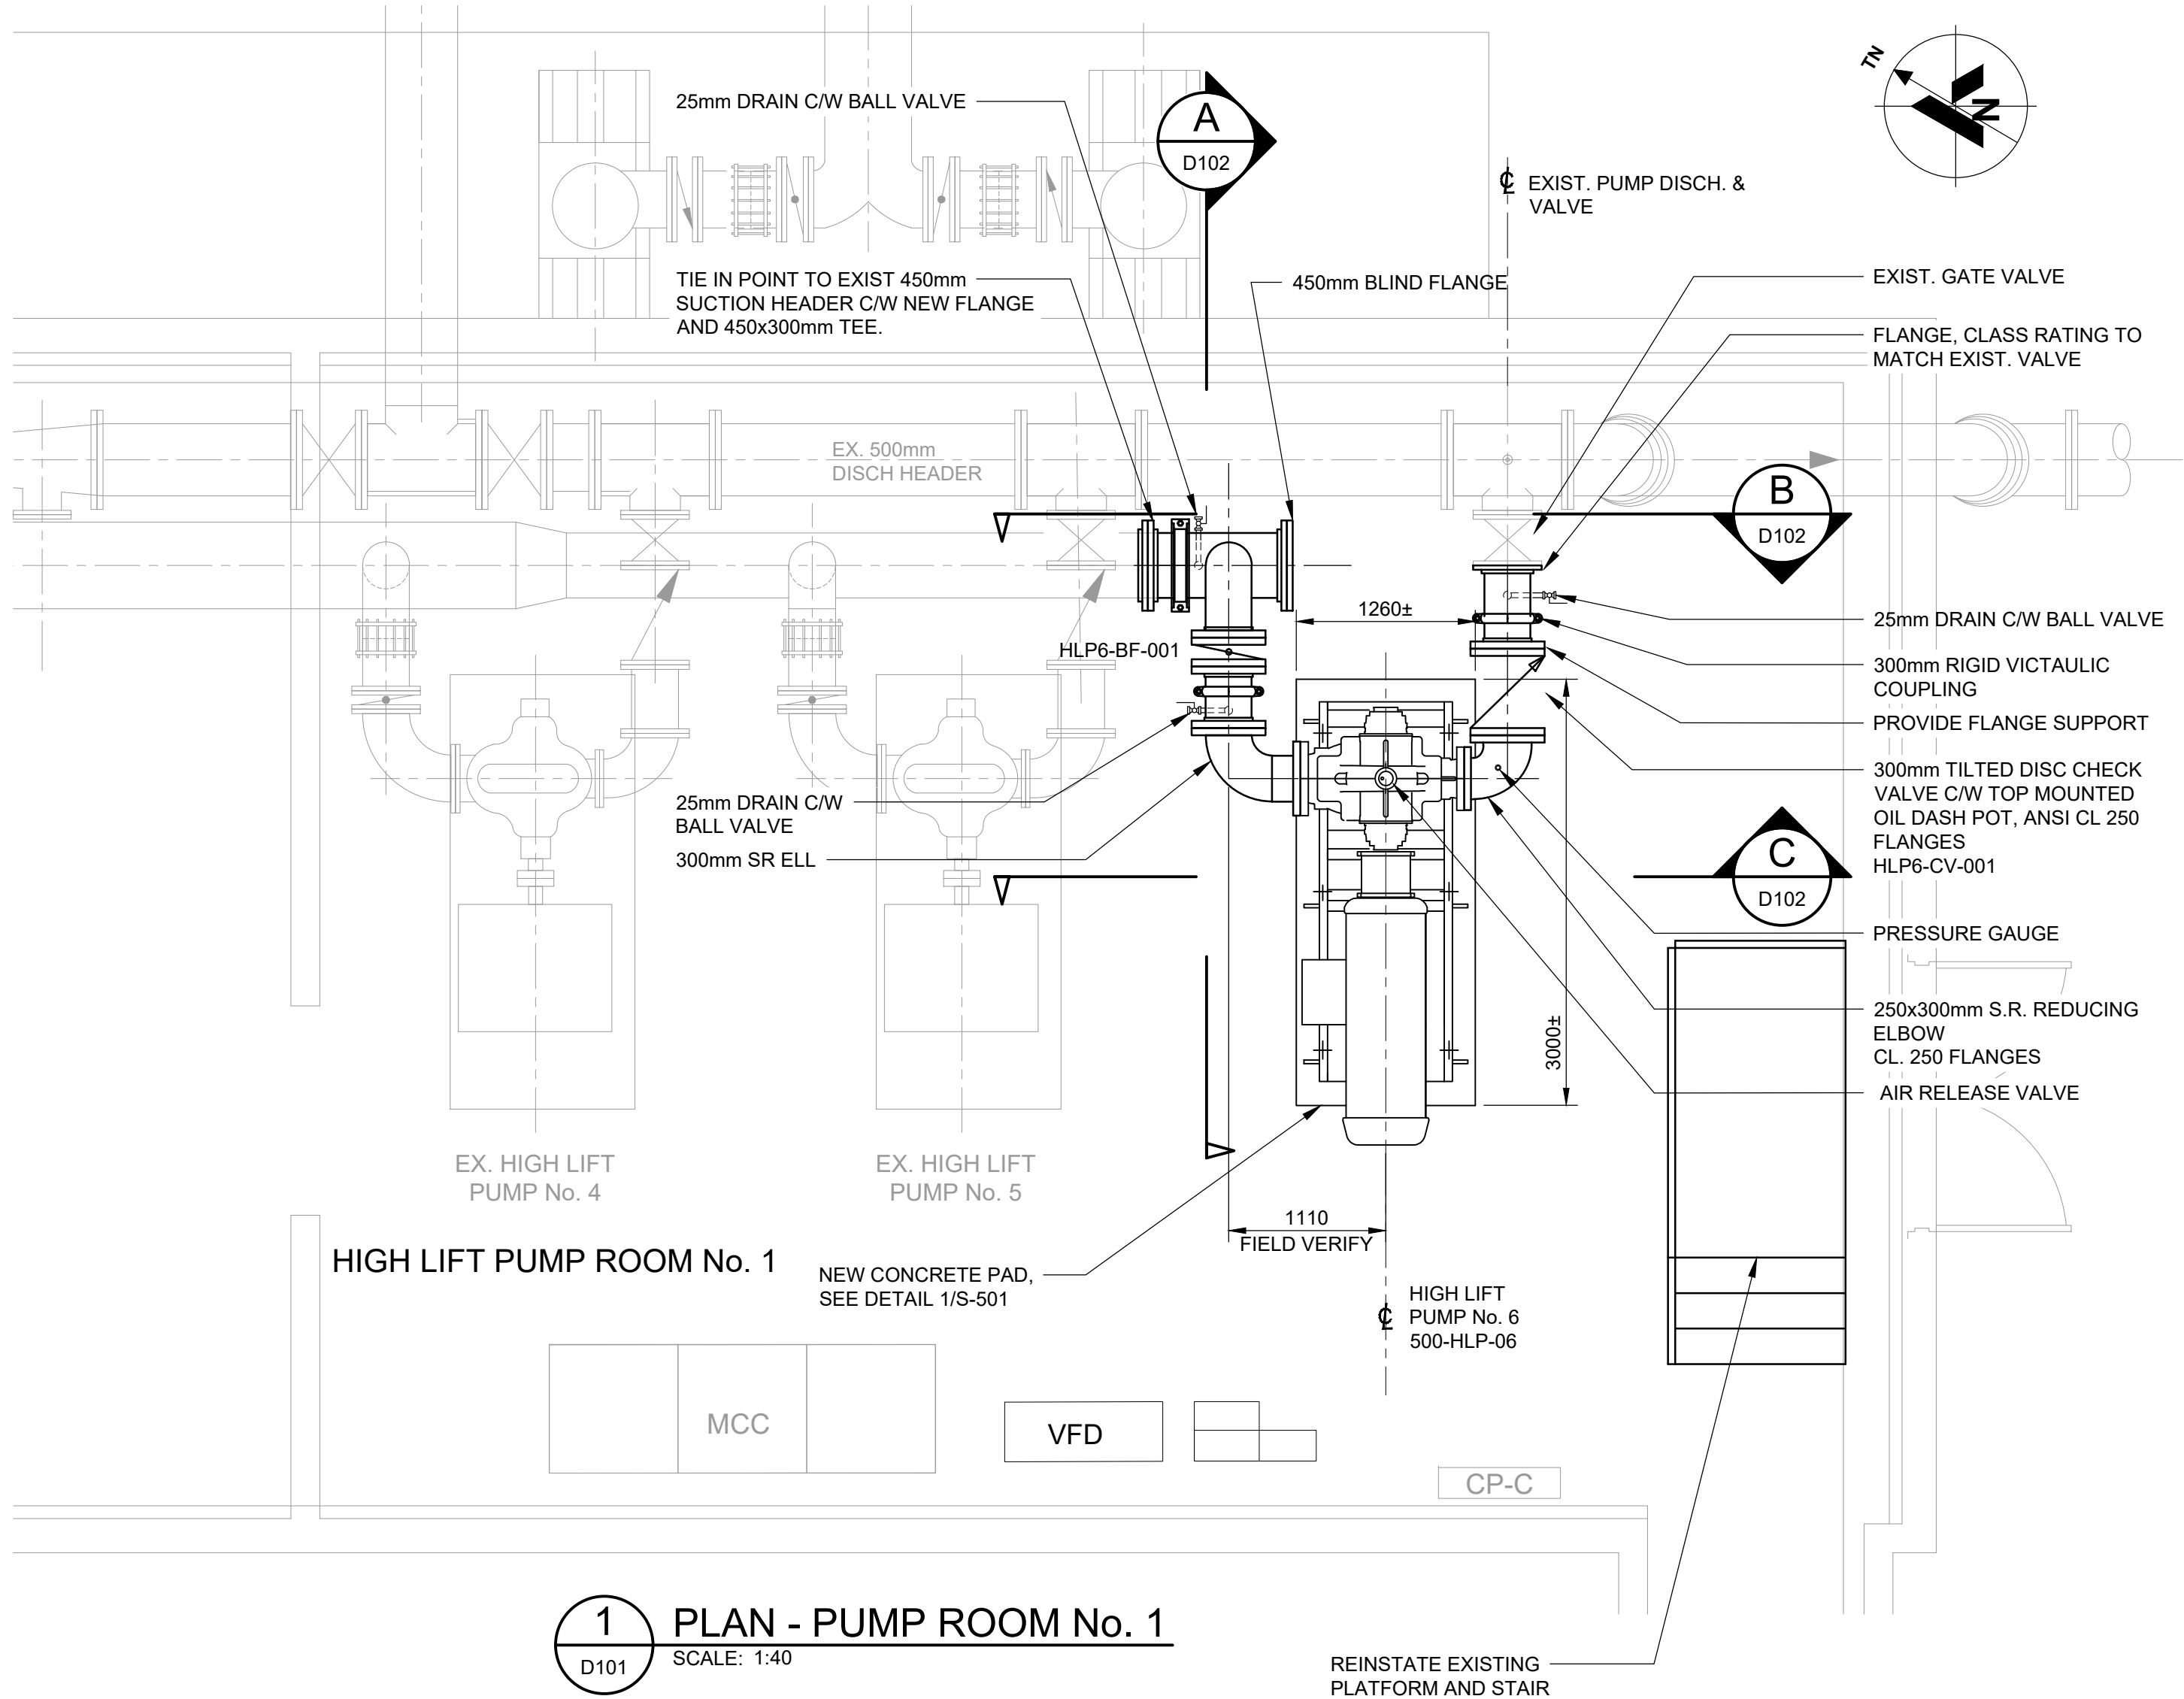 TN
N
25mm DRAIN C/W BALL VALVE
A
D102
℄ EXIST. PUMP DISCH. &
VALVE
TIE IN POINT TO EXIST 450mm
SUCTION HEADER C/W NEW FLANGE
AND 450x300mm TEE.
450mm BLIND FLANGE
EXIST. GATE VALVE
FLANGE, CLASS RATING TO
MATCH EXIST. VALVE
EX. 500mm
DISCH HEADER
B
D102
1260±
25mm DRAIN C/W BALL VALVE
HLP6-BF-001
300mm RIGID VICTAULIC
COUPLING
PROVIDE FLANGE SUPPORT
300mm TILTED DISC CHECK
VALVE C/W TOP MOUNTED
OIL DASH POT, ANSI CL 250
FLANGES
HLP6-CV-001
25mm DRAIN C/W
BALL VALVE
300mm SR ELL
C
D102
PRESSURE GAUGE
250x300mm S.R. REDUCING
ELBOW
CL. 250 FLANGES
3000±
AIR RELEASE VALVE
EX. HIGH LIFT
PUMP No. 4
EX. HIGH LIFT
PUMP No. 5
1110
FIELD VERIFY
HIGH LIFT PUMP ROOM No. 1
NEW CONCRETE PAD,
SEE DETAIL 1/S-501
℄ HIGH LIFT
PUMP No. 6
500-HLP-06
MCC
VFD
CP-C
1
D101
PLAN - PUMP ROOM No. 1
SCALE: 1:40
REINSTATE EXISTING
PLATFORM AND STAIR